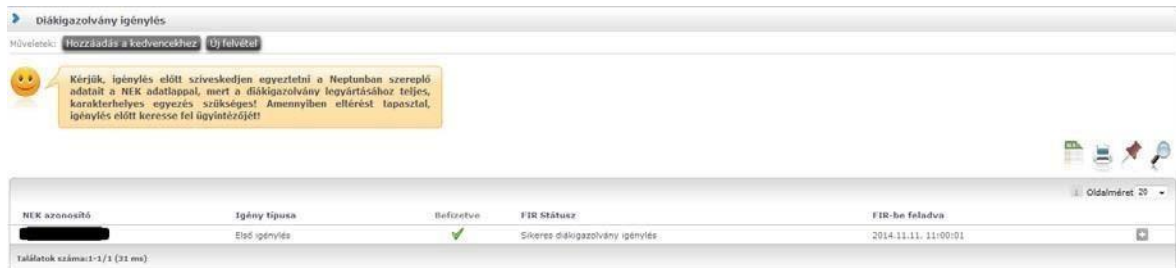 Diákigazolvány igénylés
Műveletek: Hozzáadás a kedvencekhez Új felvétel
Kérjük, igénylés előtt szíveskedjen egyeztetni a Neptunban szereplő
adatait a NEK adatlappal, mert a diákigazolvány legyártásához teljes,
karakterhelyes egyezés szükséges! Amennyiben eltérést tapasztal,
igénylés előtt keresse fel ügyintézőjét!
1 Oldalméret 20
NEK azonosító Igény típusa Befizetve FIR Státusz FIR-be feladva
Első igénylés Sikeres diákigazolvány igénylés 2014.11.11. 11:00:01
Találatok száma:1-1/1 (31 ms)